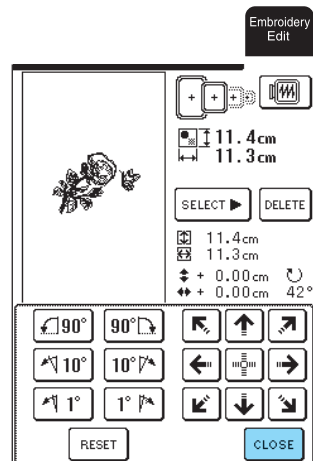 Embroidery
Edit
11.4cm
11.3cm
SELECT DELETE
11.4cm
11.3cm
+ 0.00cm
+ 0.00cm 42°
90° 90°
10° 10°
1° 1°
RESET
CLOSE